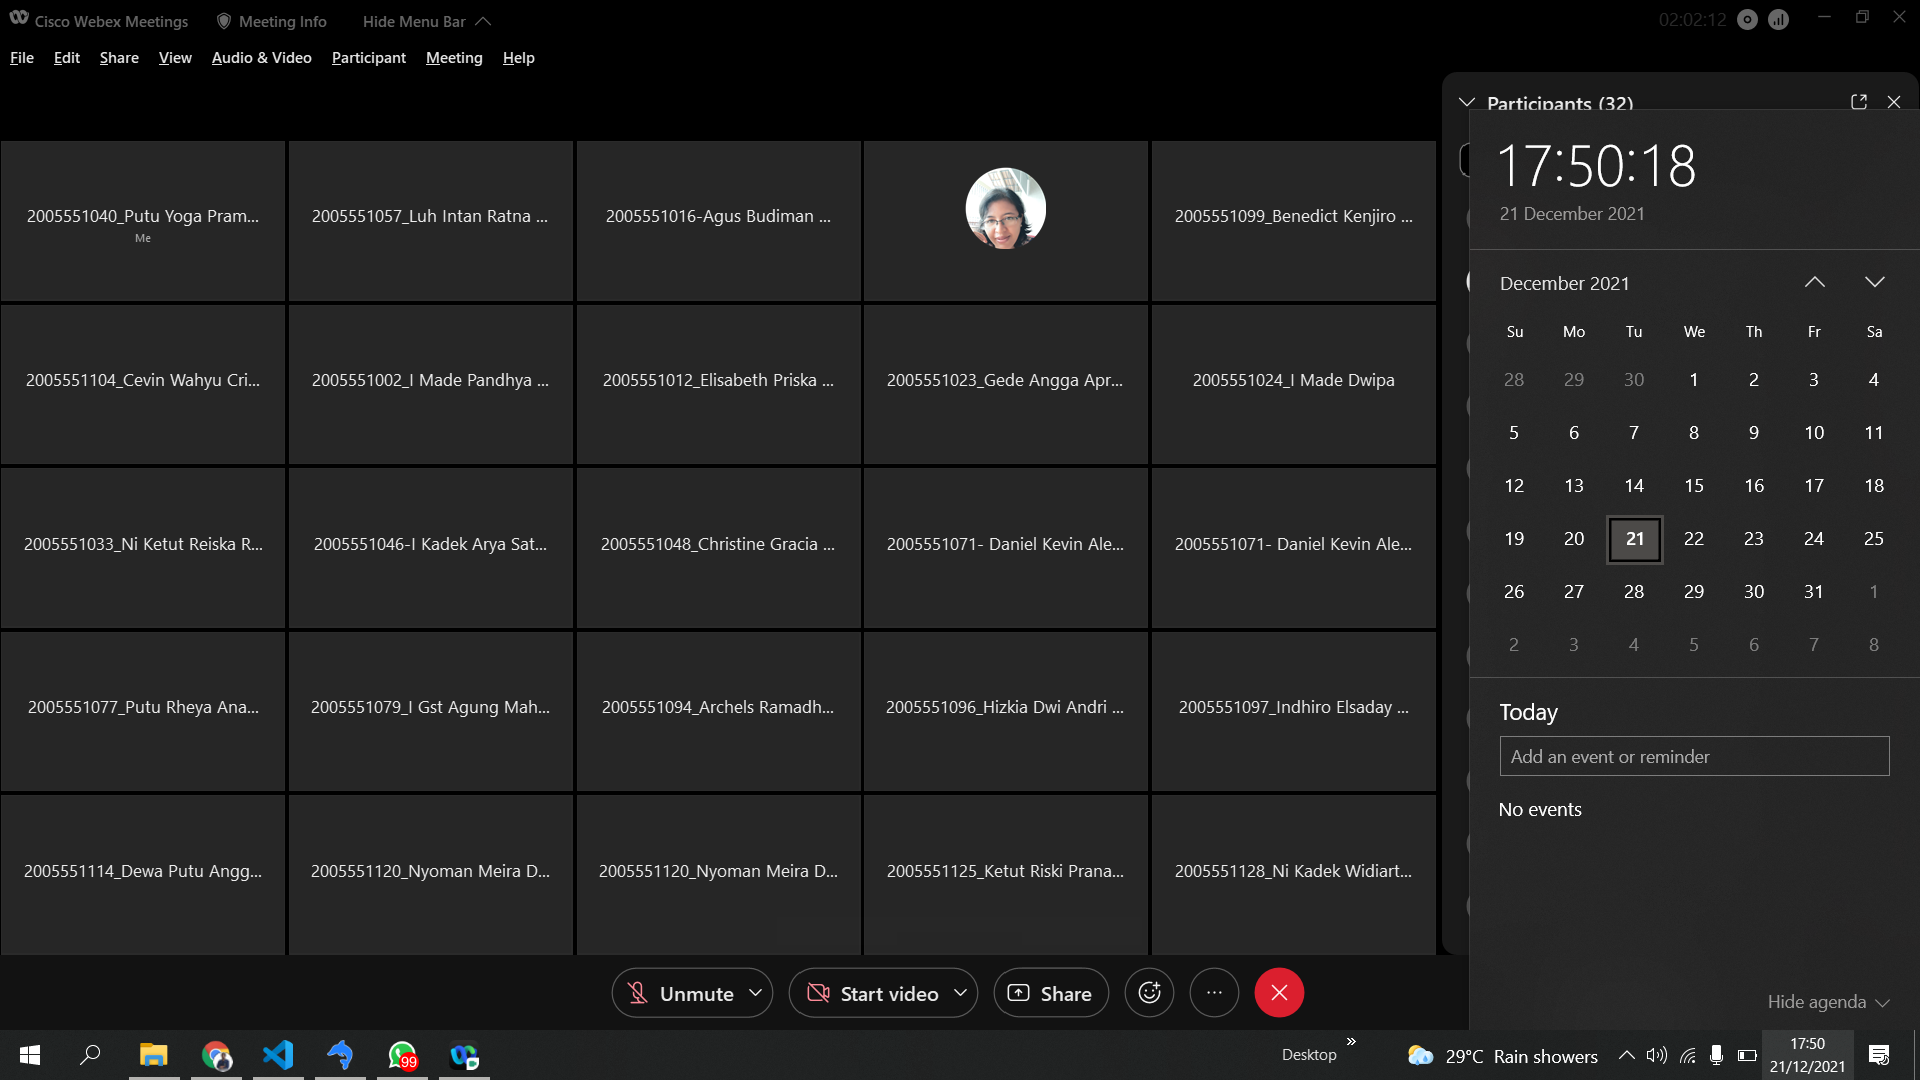 Cisco Webex Meetings
Meeting Info
Hide Menu Bar
02:02:12
File Edit Share View Audio & Video Participant Meeting Help
Participants (32)
2005551040_Putu Yoga Pram...
Me
2005551057_Luh Intan Ratna ...
2005551016-Agus Budiman ...
2005551099_Benedict Kenjiro ...
2005551104_Cevin Wahyu Cri...
2005551002_I Made Pandhya ...
2005551012_Elisabeth Priska ...
2005551023_Gede Angga Apr...
2005551024_I Made Dwipa
2005551033_Ni Ketut Reiska R...
2005551046-I Kadek Arya Sat...
2005551048_Christine Gracia ...
2005551071- Daniel Kevin Ale...
2005551071- Daniel Kevin Ale...
2005551077_Putu Rheya Ana...
2005551079_I Gst Agung Mah...
2005551094_Archels Ramadh...
2005551096_Hizkia Dwi Andri ...
2005551097_Indhiro Elsaday ...
2005551114_Dewa Putu Angg...
2005551120_Nyoman Meira D...
2005551120_Nyoman Meira D...
2005551125_Ketut Riski Prana...
2005551128_Ni Kadek Widiart...
17:50:18
21 December 2021
December 2021
Su Mo Tu We Th Fr Sa
28 29 30 1 2 3 4
5 6 7 8 9 10 11
12 13 14 15 16 17 18
19 20 21 22 23 24 25
26 27 28 29 30 31 1
2 3 4 5 6 7 8
Today
Add an event or reminder
No events
Hide agenda
Unmute
Start video
Share
99
Desktop
29°C Rain showers
17:50
21/12/2021